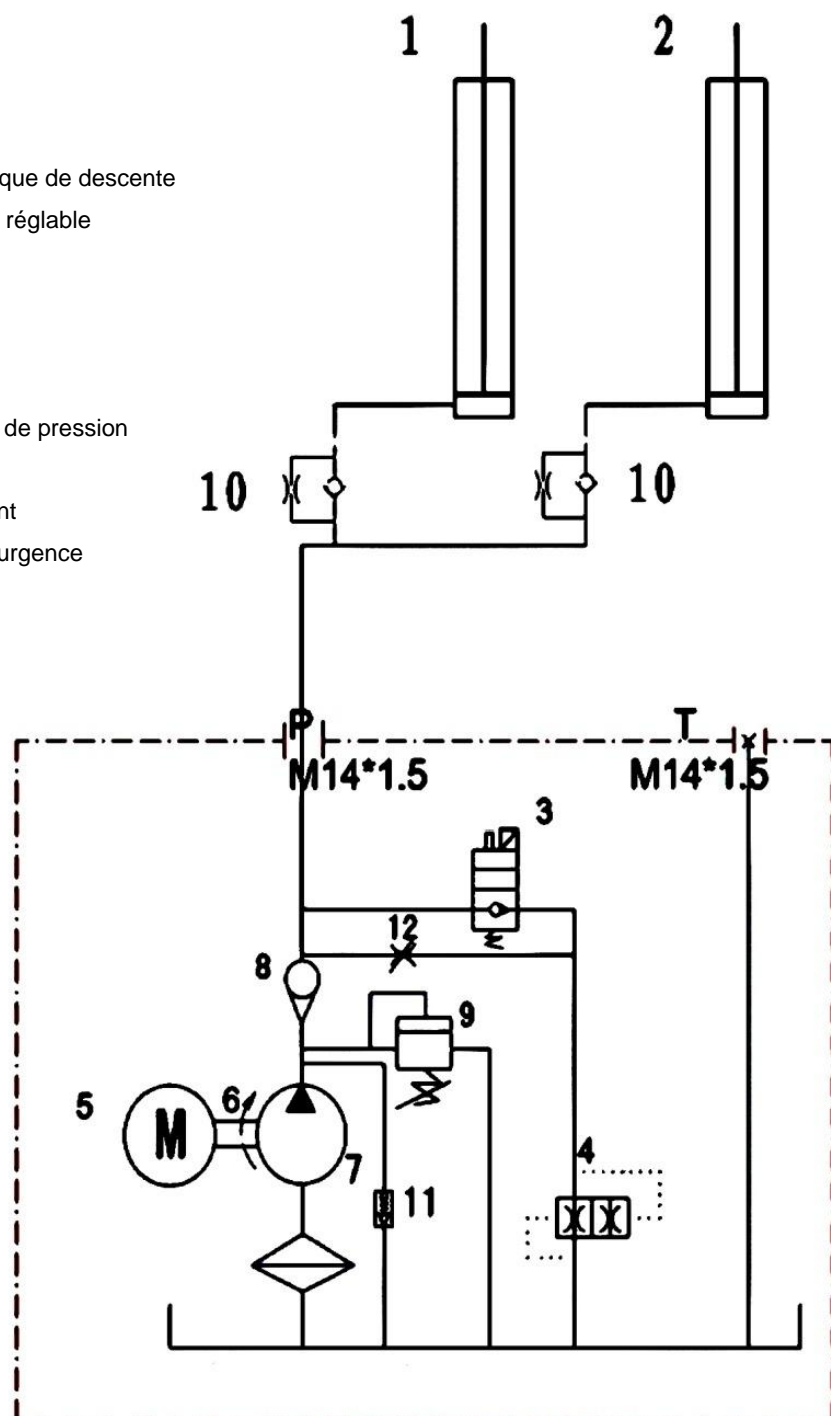 1 2
que de descente
réglable
de pression
10 10
nt
urgence
P T
M14*1.5 M14*1.5
3
12
8
9
5 6
M
7
4
11